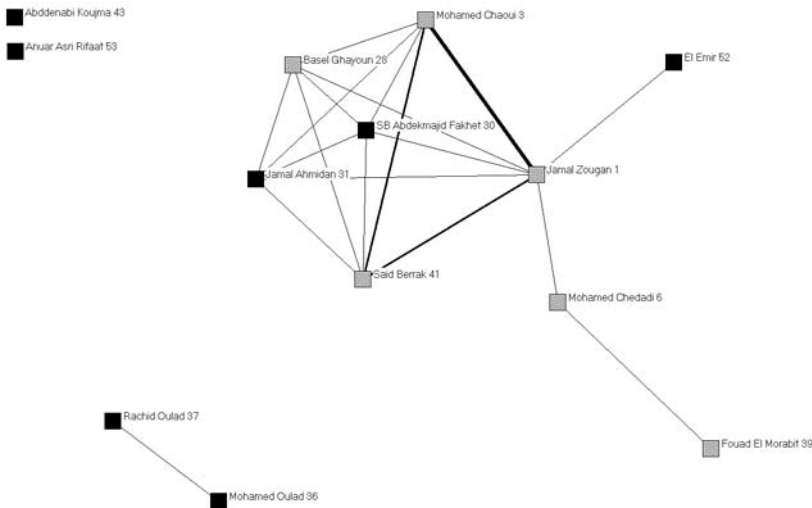 Abddenabi Koujma 43
Mohamed Chaoui 3
Anuar Asri Rifaat 53
Basel Ghayoun 28
El Emir 52
SB Abdekmajid Fakhet 30
Jamal Ahmidan 31
Jamal Zougan 1
Said Berrak 41
Mohamed Chedadi 6
Rachid Oulad 37
Fouad El Morabit 39
Mohamed Oulad 36